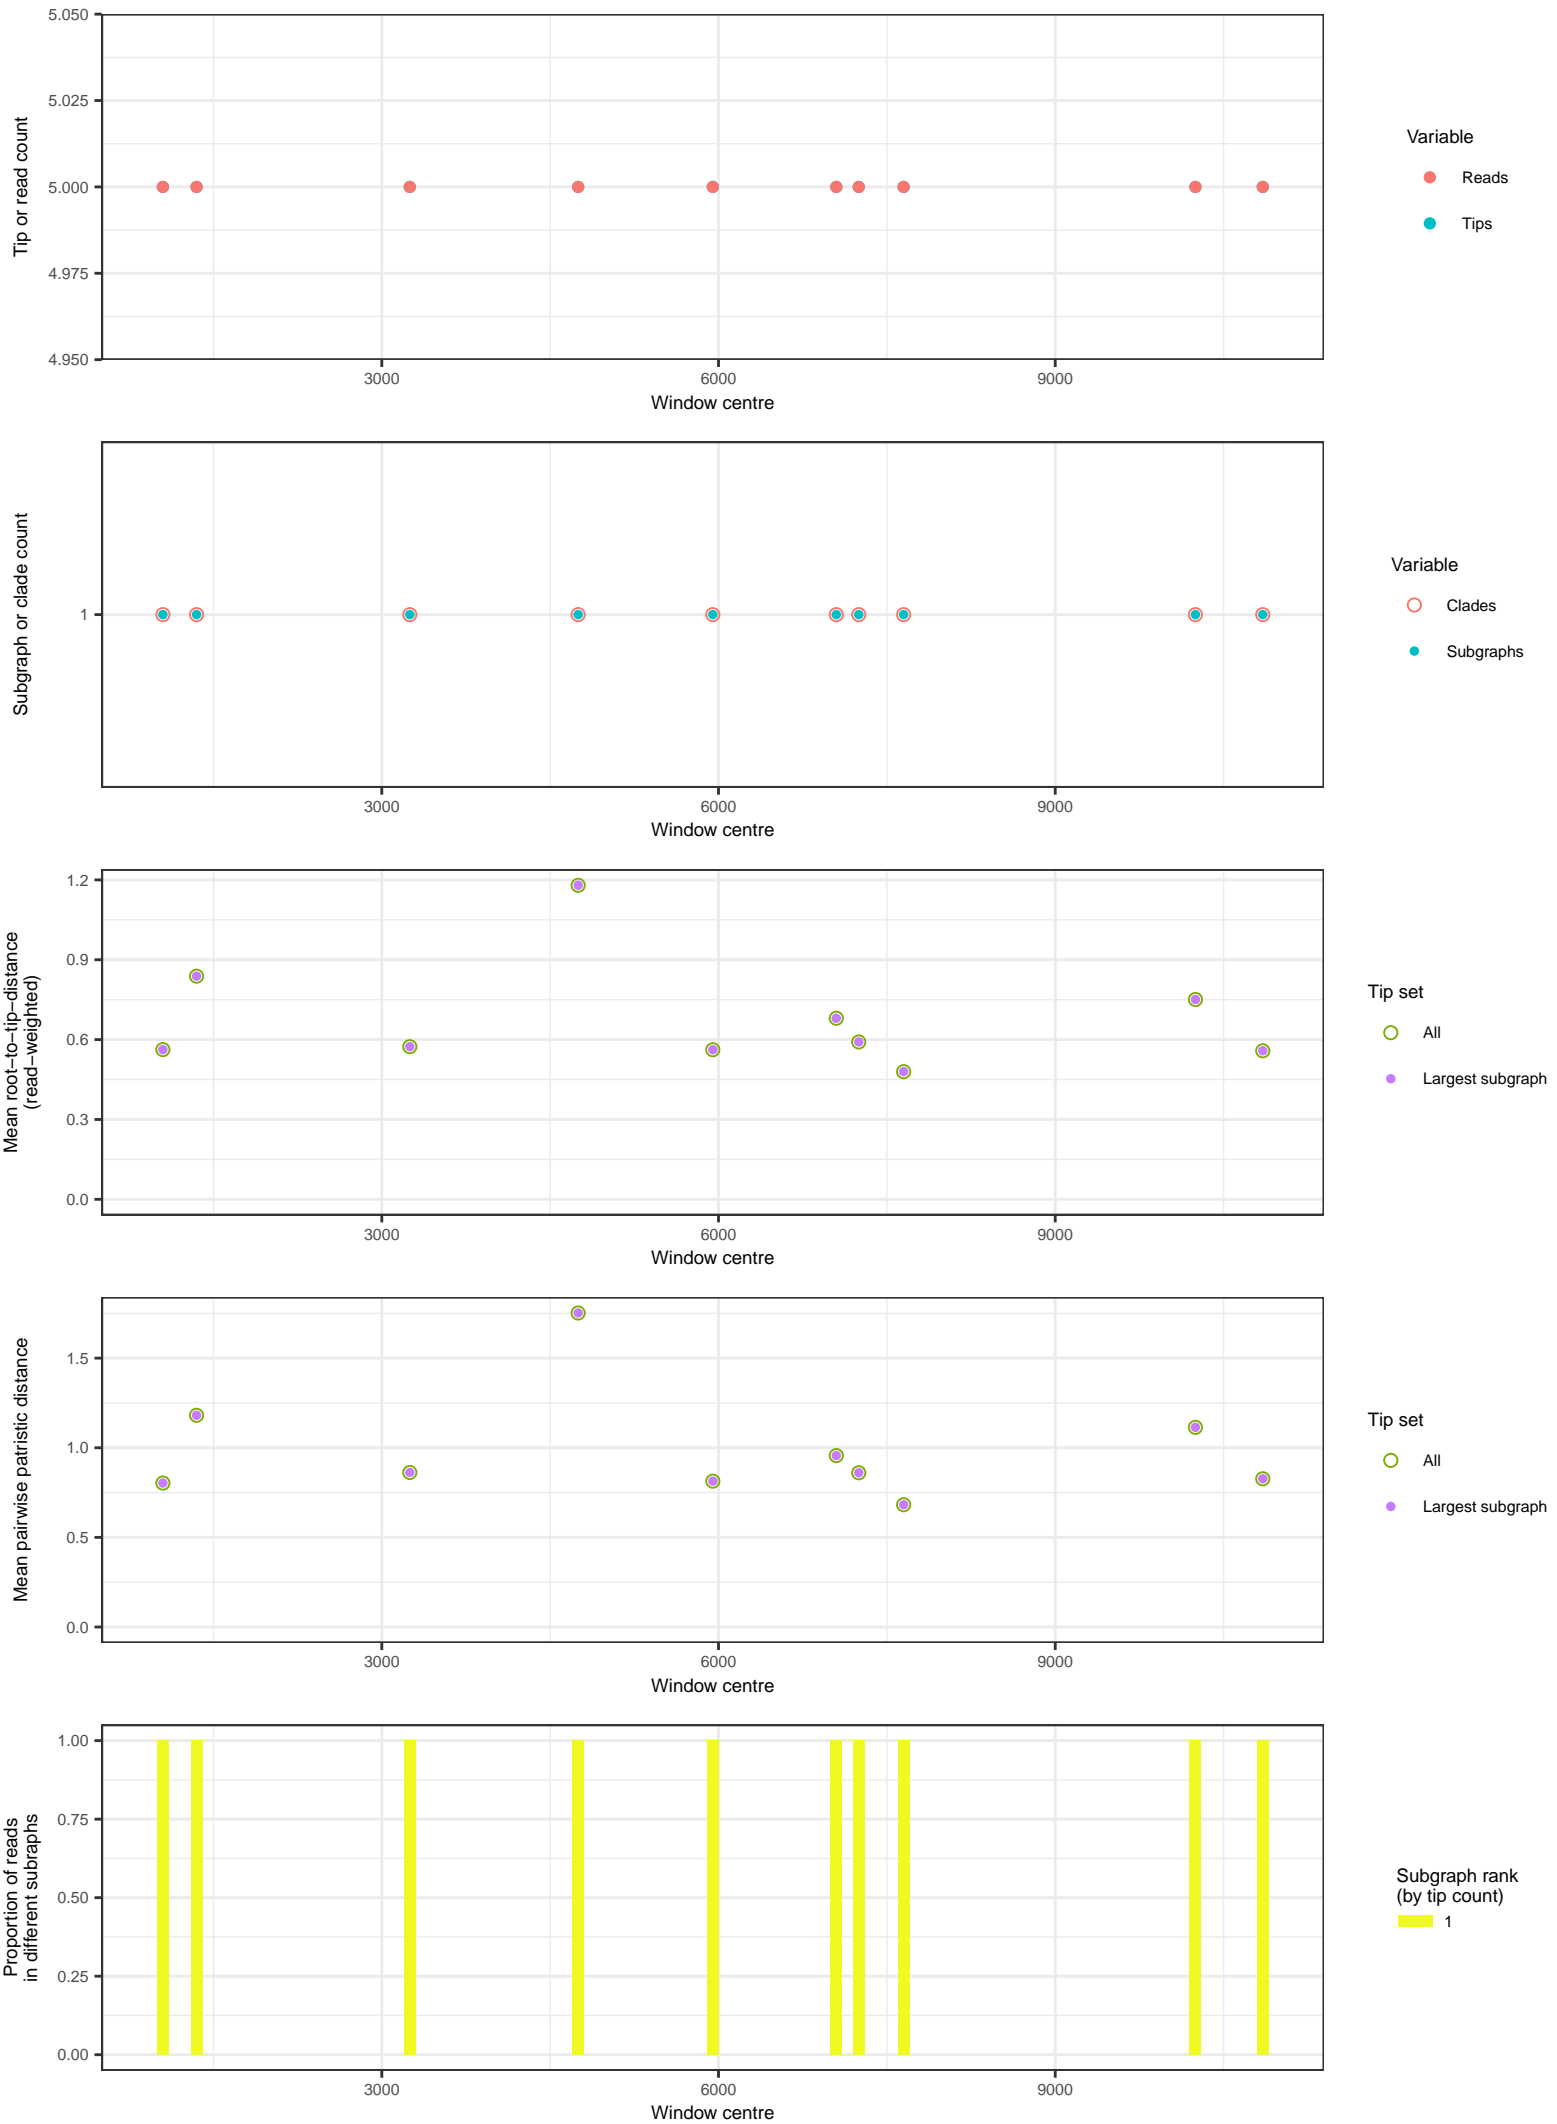 5.050
5.025
5.000
4.975
4.950
Tip or read count
3000
6000
9000
Window centre
Variable
Reads
Tips
1
Subgraph or clade count
3000
6000
9000
Window centre
Variable
Clades
Subgraphs
1.2
0.9
0.6
0.3
0.0
Mean root−to−tip−distance
(read−weighted)
3000
6000
9000
Window centre
Tip set
All
Largest subgraph
1.5
1.0
0.5
0.0
Mean pairwise patristic distance
3000
6000
9000
Window centre
Tip set
All
Largest subgraph
1.00
0.75
0.50
0.25
0.00
Proportion of reads
in different subraphs
3000
6000
9000
Window centre
Subgraph rank
(by tip count)
1